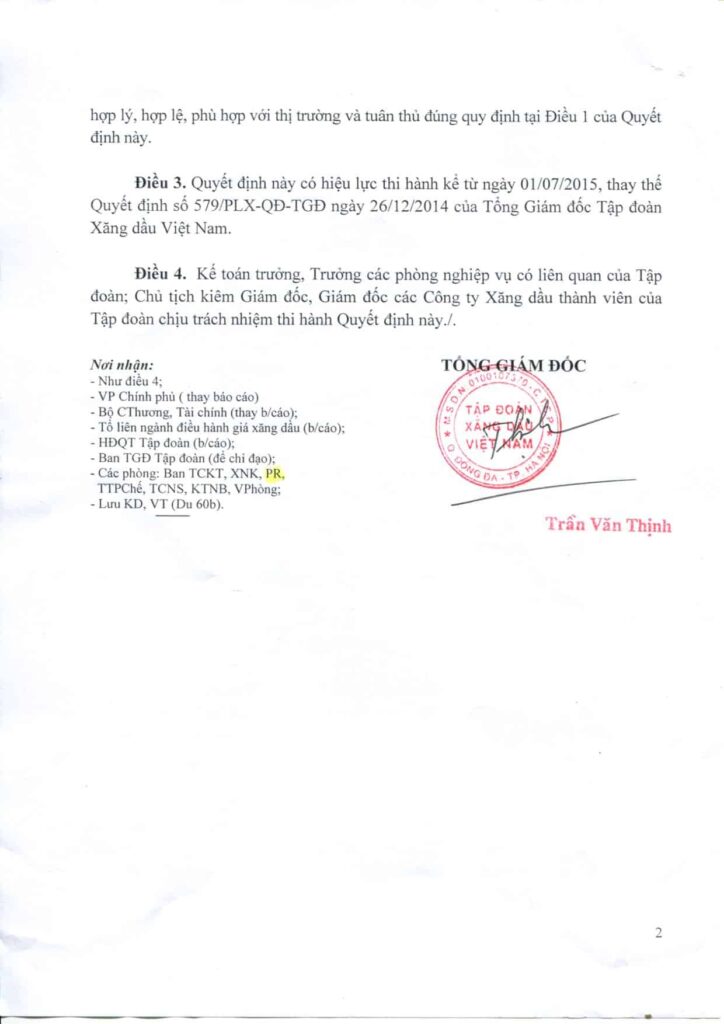 hợp lý, hợp lệ, phù hợp với thị trường và tuân thủ đúng quy định tại Điều 1 của Quyết
định này.
Điều 3. Quyết định này có hiệu lực thi hành kể từ ngày 01/07/2015, thay thế
Quyết định số 579/PLX-QĐ-TGĐ ngày 26/12/2014 của Tổng Giám đốc Tập đoàn
Xăng dầu Việt Nam.
Điều 4. Kế toán trưởng, Trưởng các phòng nghiệp vụ có liên quan của Tập
đoàn; Chủ tịch kiêm Giám đốc, Giám đốc các Công ty Xăng dầu thành viên của
Tập đoàn chịu trách nhiệm thi hành Quyết định này./.
Nơi nhận:
- Như điều 4;
- VP Chính phủ ( thay báo cáo)
- Bộ CThương, Tài chính (thay b/cáo);
- Tổ liên ngành điều hành giá xăng dầu (b/cáo);
- HĐQT Tập đoàn (b/cáo);
- Ban TGĐ Tập đoàn (để chỉ đạo);
- Các phòng: Ban TCKT, XNK, PR,
TTPChế, TCNS, KTNB, VPhòng;
- Lưu KD, VT (Du 60b).
TỔNG GIÁM ĐỐC
M.S.D.N 0100107370-C.T.C.P
TẬP ĐOÀN
XĂNG DẦU
VIỆT NAM
Q. ĐỐNG ĐA - TP. HÀ NỘI
Trần Văn Thịnh
2